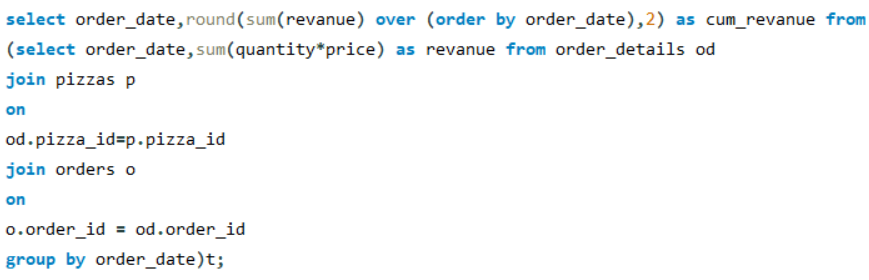 select order_date,round(sum(revanue) over (order by order_date),2) as cum_revanue from
(select order_date,sum(quantity*price) as revanue from order_details od
join pizzas p
on
od.pizza_id=p.pizza_id
join orders o
on
o.order_id = od.order_id
group by order_date)t;